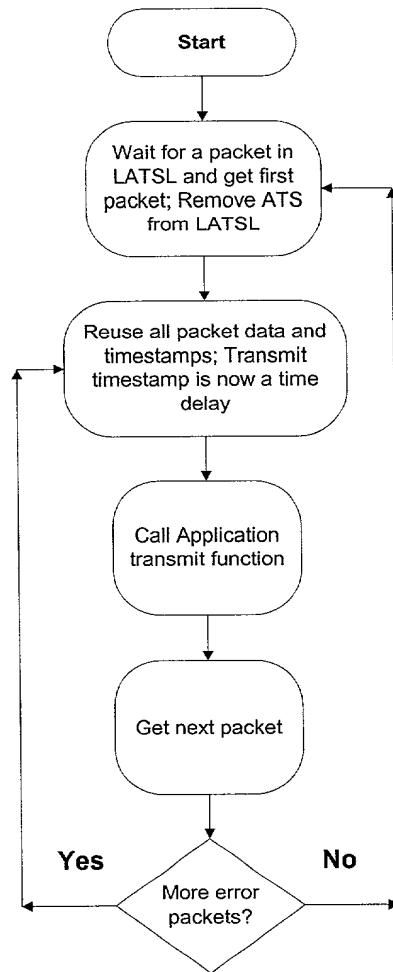 Start
Wait for a packet in
LATSL and get first
packet; Remove ATS
from LATSL
Reuse all packet data and
timestamps; Transmit
timestamp is now a time
delay
Call Application
transmit function
Get next packet
Yes
No
More error
packets?